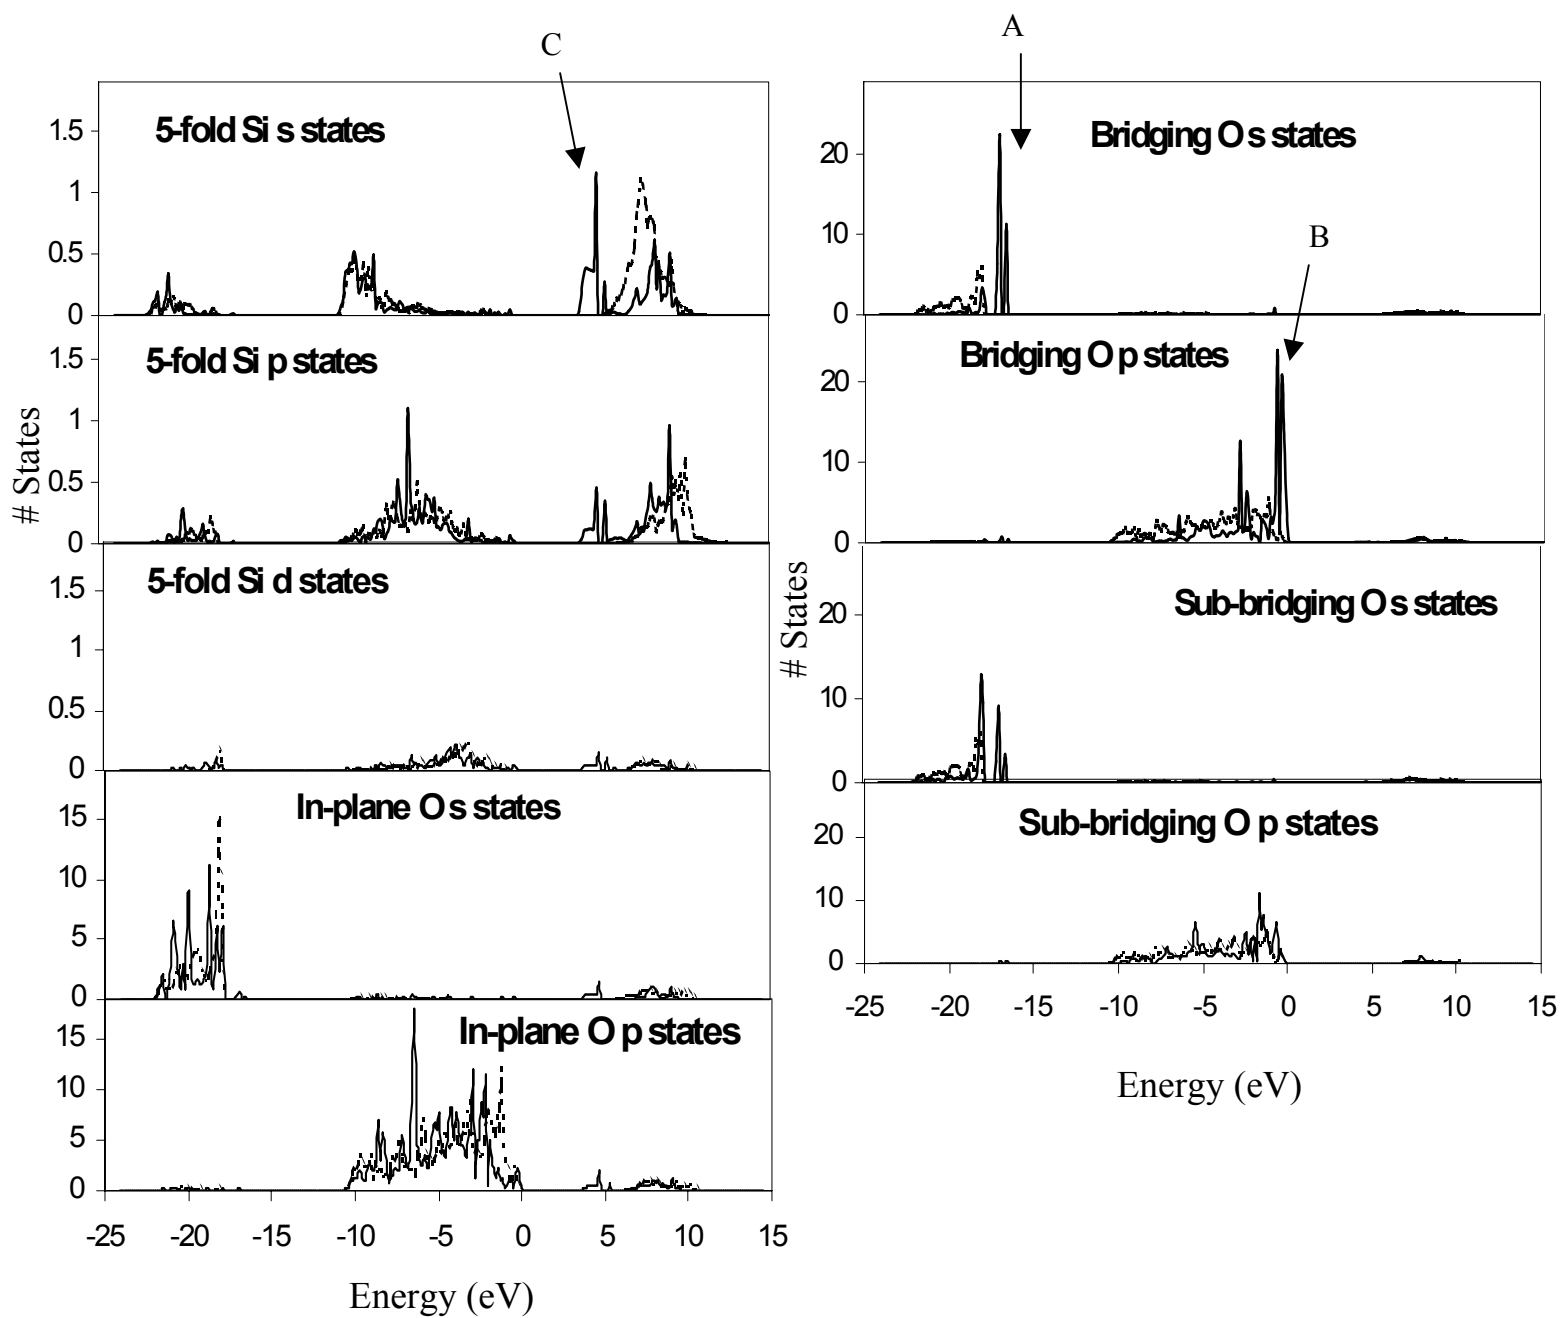 C
5-fold Si s states
1.5
1
0.5
0
5-fold Si p states
1.5
1
0.5
0
# States
5-fold Si d states
1.5
1
0.5
0
In-plane O s states
15
10
5
0
In-plane O p states
15
10
5
0
-25 -20 -15 -10 -5 0 5 10 15
Energy (eV)
A
Bridging O s states
20
10
0
B
Bridging O p states
20
10
0
# States
Sub-bridging O s states
20
10
0
Sub-bridging O p states
20
10
0
-25 -20 -15 -10 -5 0 5 10 15
Energy (eV)